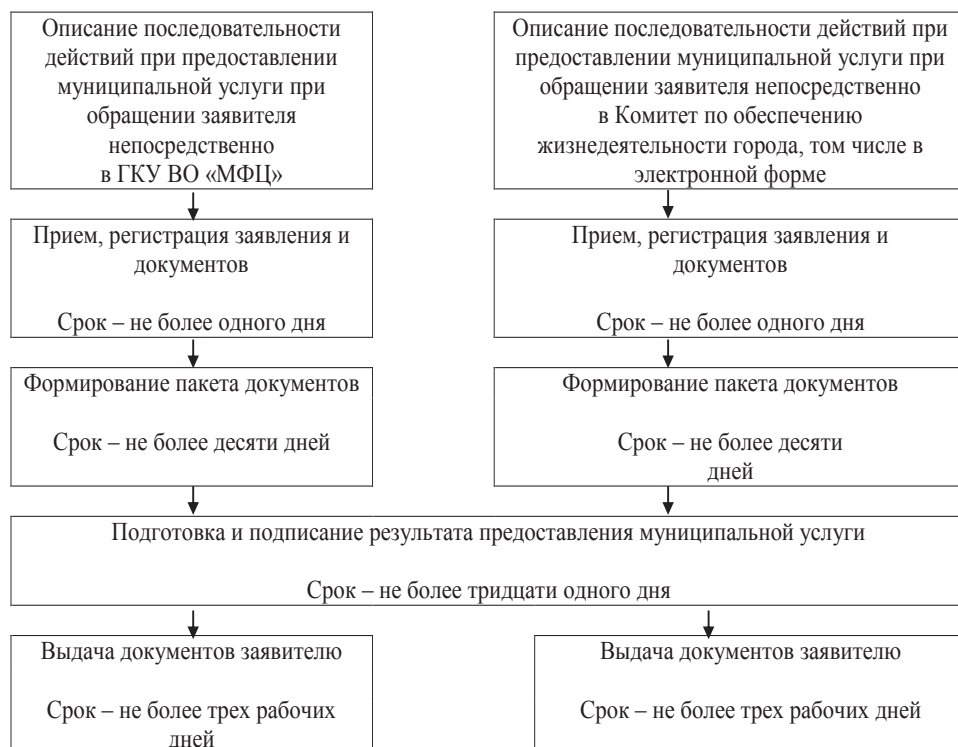 Описание последовательности
действий при предоставлении
муниципальной услуги при
обращении заявителя
непосредственно
в ГКУ ВО «МФЦ»
Описание последовательности действий при
предоставлении муниципальной услуги при
обращении заявителя непосредственно
в Комитет по обеспечению
жизнедеятельности города, том числе в
электронной форме
Прием, регистрация заявления и
документов
Срок – не более одного дня
Прием, регистрация заявления и
документов
Срок – не более одного дня
Формирование пакета документов
Срок – не более десяти дней
Формирование пакета документов
Срок – не более десяти
дней
Подготовка и подписание результата предоставления муниципальной услуги
Срок – не более тридцати одного дня
Выдача документов заявителю
Срок – не более трех рабочих
дней
Выдача документов заявителю
Срок – не более трех рабочих дней